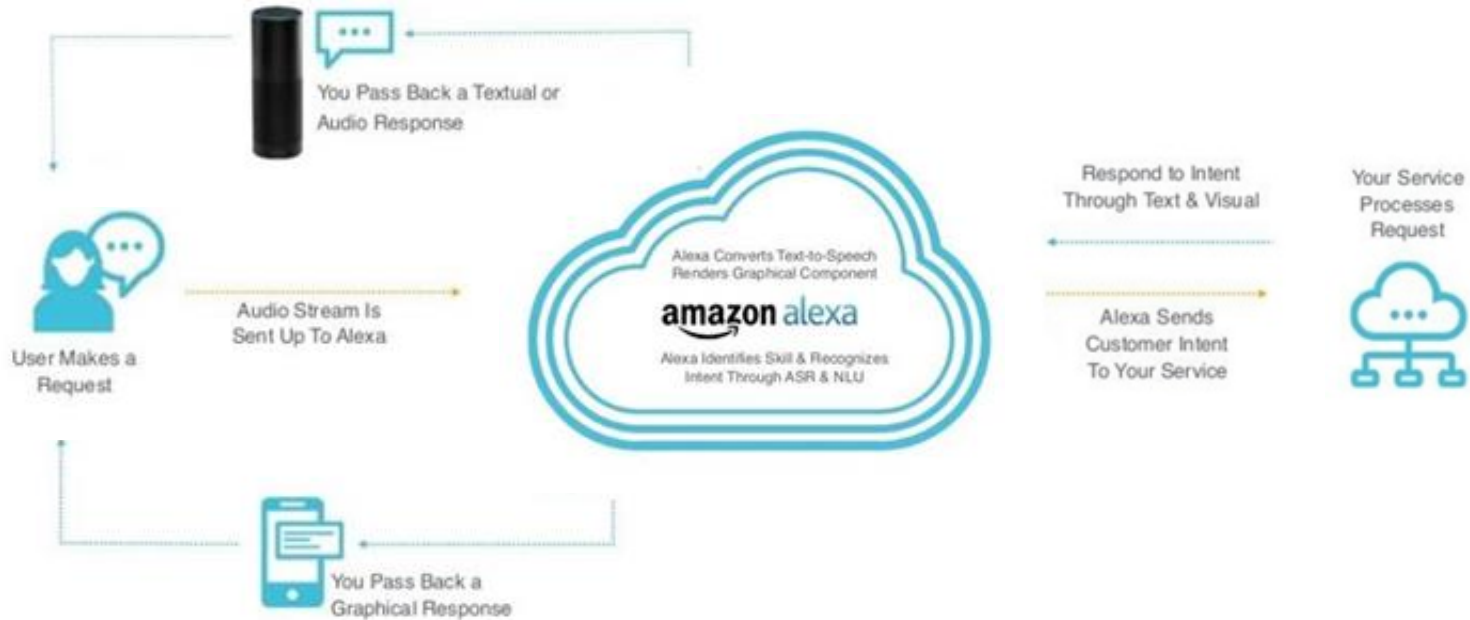 You Pass Back a Textual or
Audio Response
Respond to Intent
Through Text & Visual
Your Service
Processes
Request
Alexa Converts Text-to-Speech
Renders Graphical Component
amazon alexa
Alexa Identifies Skill & Recognizes
Intent Through ASR & NLU
Audio Stream Is
Sent Up To Alexa
Alexa Sends
Customer Intent
To Your Service
User Makes a
Request
You Pass Back a
Graphical Response